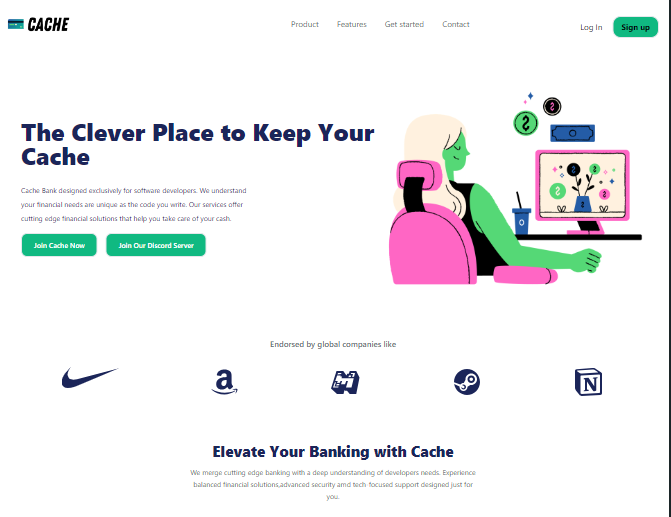 CACHE
Product Features Get started Contact
Log In Sign up
The Clever Place to Keep Your
Cache
Cache Bank designed exclusively for software developers. We understand
your financial needs are unique as the code you write. Our services offer
cutting edge financial solutions that help you take care of your cash.
Join Cache Now Join Our Discord Server
Endorsed by global companies like
a
N
Elevate Your Banking with Cache
We merge cutting edge banking with a deep understanding of developers needs. Experience
balanced financial solutions,advanced security amd tech-focused support designed just for
you.